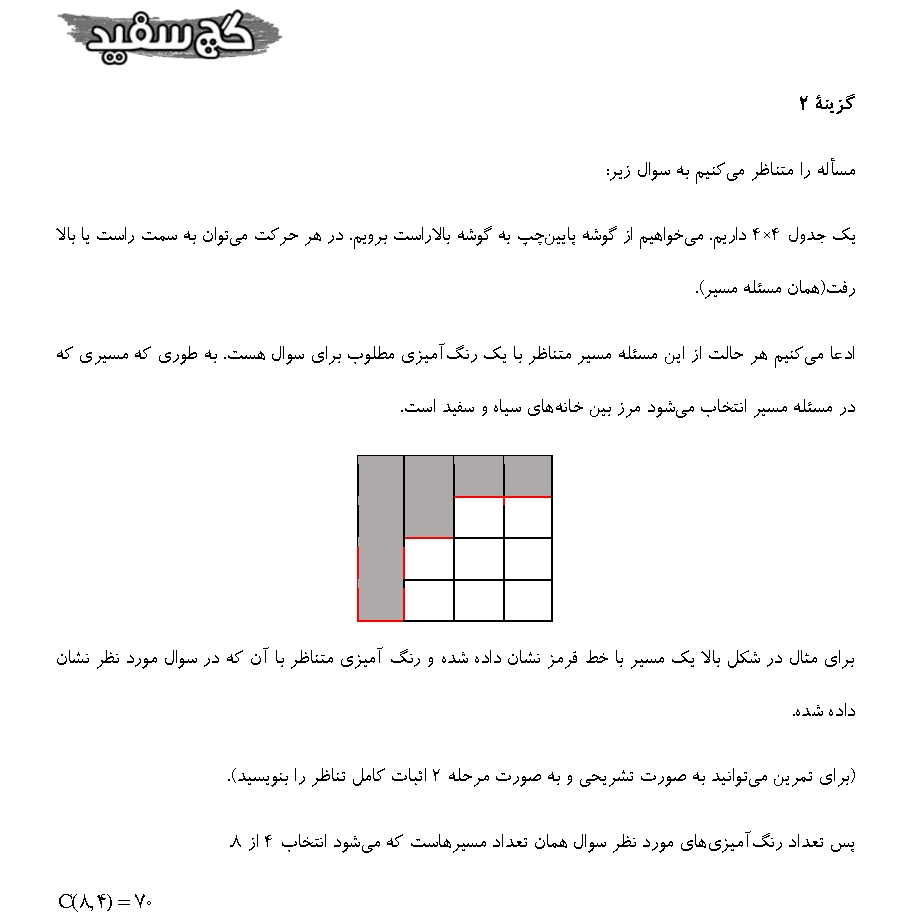 گچ سفید
گزینهٔ ۲
مسأله را متناظر می‌کنیم به سوال زیر:
یک جدول ۴×۴ داریم. می‌خواهیم از گوشه پایین‌چپ به گوشه بالاراست برویم. در هر حرکت می‌توان به سمت راست یا بالا
رفت(همان مسئله مسیر).
ادعا می‌کنیم هر حالت از این مسئله مسیر متناظر با یک رنگ‌آمیزی مطلوب برای سوال هست. به طوری که مسیری که
در مسئله مسیر انتخاب می‌شود مرز بین خانه‌های سیاه و سفید است.
برای مثال در شکل بالا یک مسیر با خط قرمز نشان داده شده و رنگ آمیزی متناظر با آن که در سوال مورد نظر نشان
داده شده.
(برای تمرین می‌توانید به صورت تشریحی و به صورت مرحله ۲ اثبات کامل تناظر را بنویسید).
پس تعداد رنگ‌آمیزی‌های مورد نظر سوال همان تعداد مسیرهاست که می‌شود انتخاب ۴ از ۸.
C(۸,۴) = ۷۰